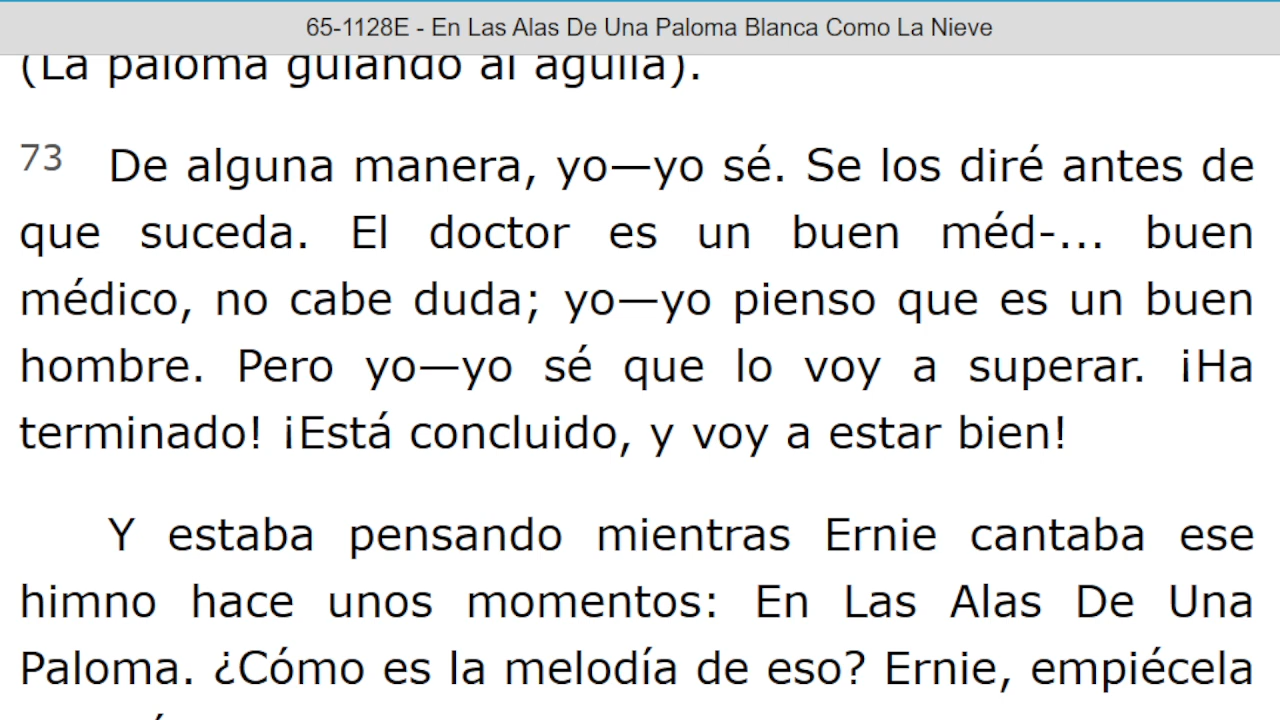 65-1128E - En Las Alas De Una Paloma Blanca Como La Nieve
(La paloma guiando al águila).
73 De alguna manera, yo—yo sé. Se los diré antes de
que suceda. El doctor es un buen méd-... buen
médico, no cabe duda; yo—yo pienso que es un buen
hombre. Pero yo—yo sé que lo voy a superar. ¡Ha
terminado! ¡Está concluido, y voy a estar bien!
Y estaba pensando mientras Ernie cantaba ese
himno hace unos momentos: En Las Alas De Una
Paloma. ¿Cómo es la melodía de eso? Ernie, empiécela